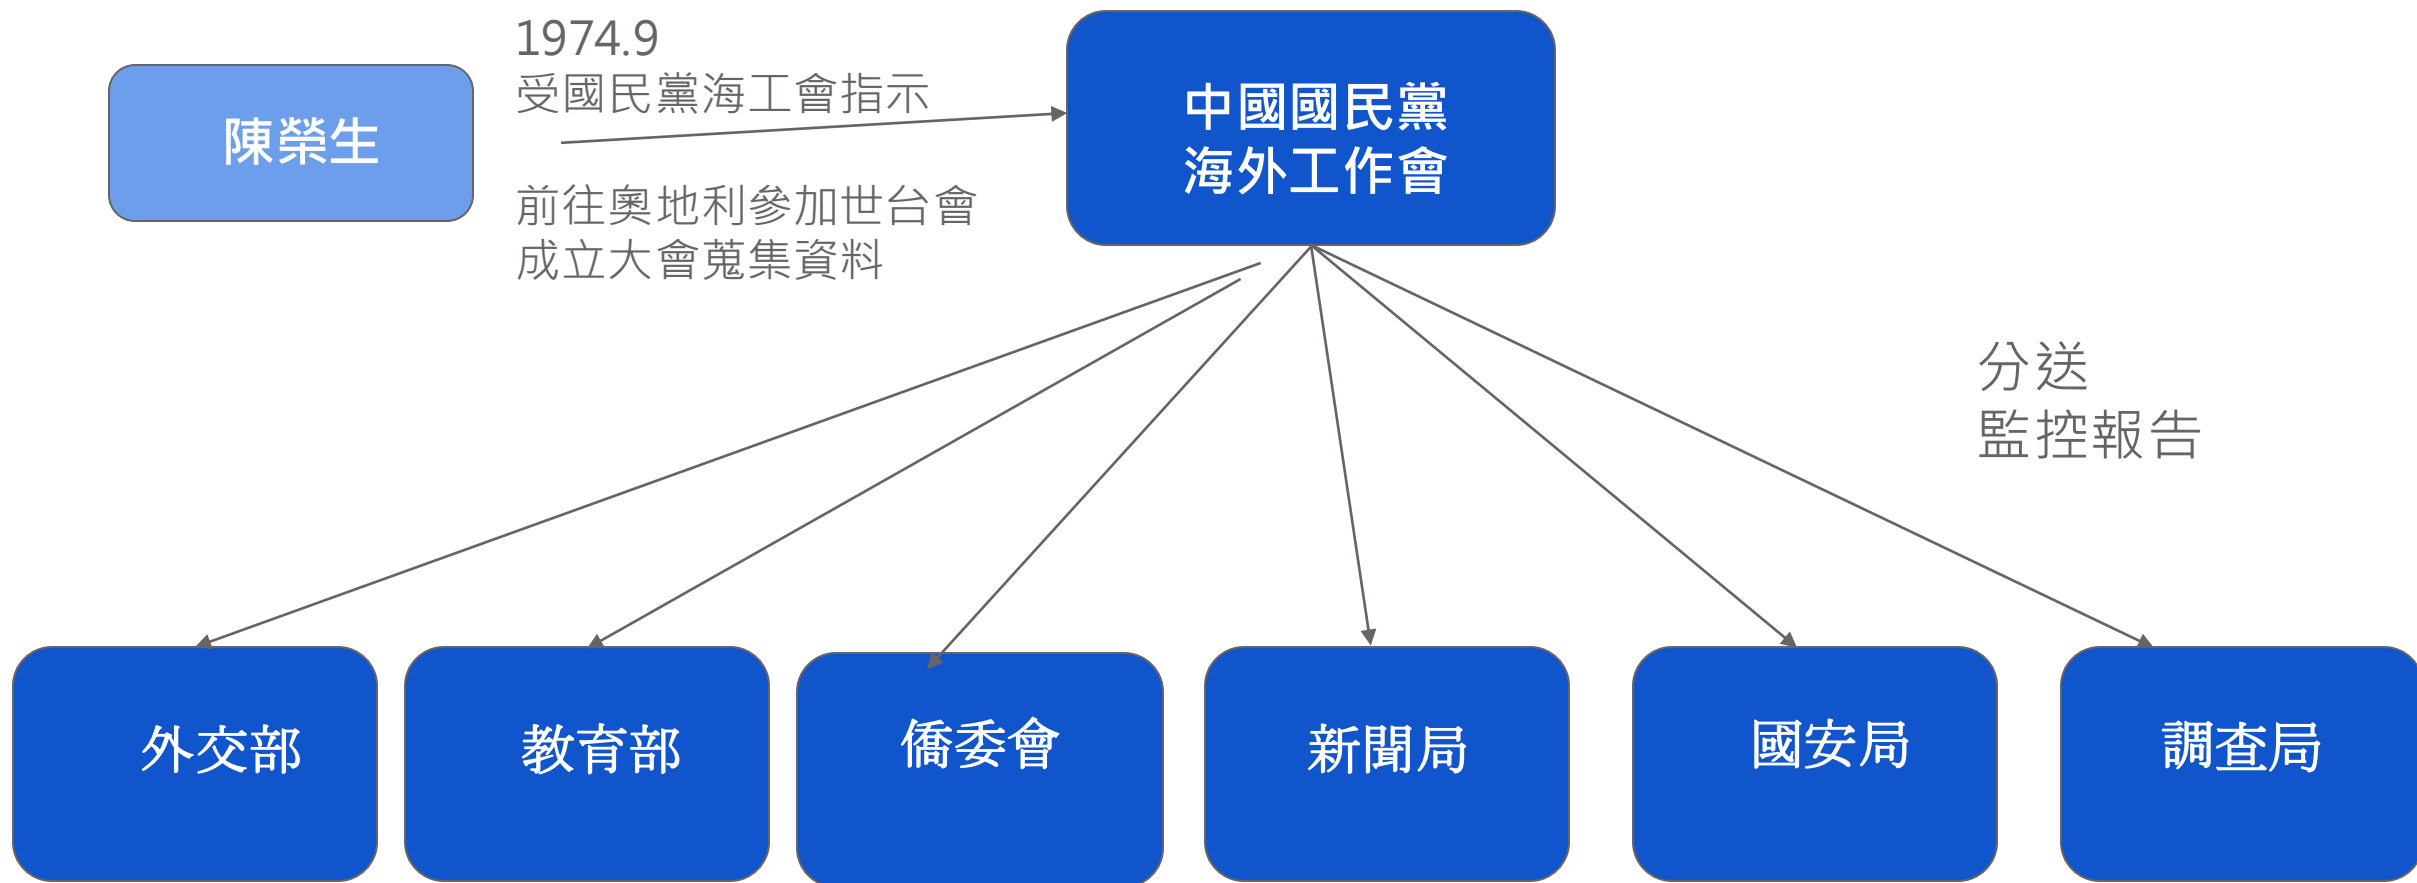 陳榮生
1974.9
受國民黨海工會指示
前往奧地利參加世台會
成立大會蒐集資料
中國國民黨
海外工作會
分送
監控報告
外交部
教育部
僑委會
新聞局
國安局
調查局